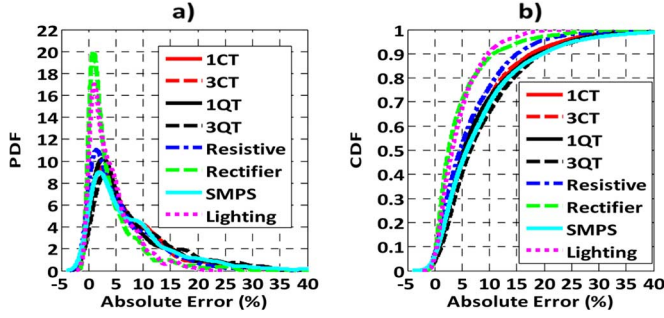 a)
PDF
22
20
18
16
14
12
10
8
6
4
2
0
1CT
3CT
1QT
3QT
Resistive
Rectifier
SMPS
Lighting
-5 0 5 10 15 20 25 30 35 40
Absolute Error (%)
b)
CDF
1
0.9
0.8
0.7
0.6
0.5
0.4
0.3
0.2
0.1
0
1CT
3CT
1QT
3QT
Resistive
Rectifier
SMPS
Lighting
-5 0 5 10 15 20 25 30 35 40
Absolute Error (%)